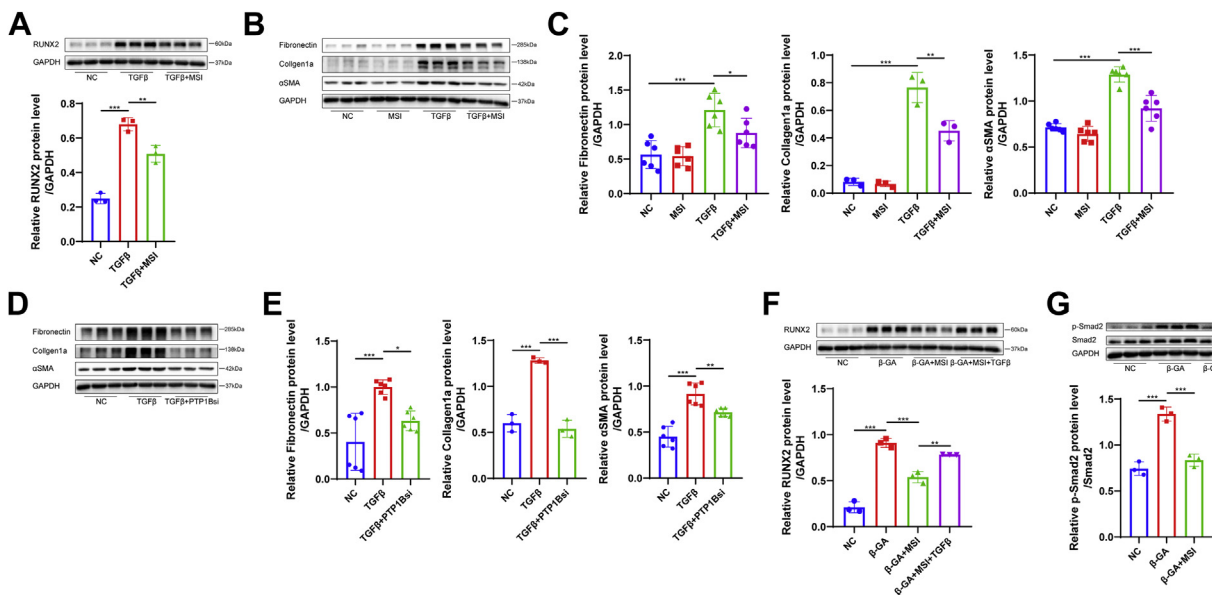 A
RUNX2
60kDa
GAPDH
37kDa
NC
TGFβ
TGFβ+MSI
Relative RUNX2 protein level
/GAPDH
0.8
0.6
0.4
0.2
0.0
***
**
NC
TGFβ
TGFβ+MSI
B
Fibronectin
285kDa
Collgen1a
138kDa
αSMA
42kDa
GAPDH
37kDa
NC
MSI
TGFβ
TGFβ+MSI
C
Relative Fibronectin protein level
/GAPDH
2.0
1.5
1.0
0.5
0.0
***
*
NC
MSI
TGFβ
TGFβ+MSI
Relative Collagen1a protein level
/GAPDH
1.0
0.8
0.6
0.4
0.2
0.0
***
**
NC
MSI
TGFβ
TGFβ+MSI
Relative αSMA protein level
/GAPDH
1.5
1.0
0.5
0.0
***
***
NC
MSI
TGFβ
TGFβ+MSI
D
Fibronectin
285kDa
Collgen1a
138kDa
αSMA
42kDa
GAPDH
37kDa
NC
TGFβ
TGFβ+PTP1Bsi
E
Relative Fibronectin protein level
/GAPDH
1.5
1.0
0.5
0.0
***
*
NC
TGFβ
TGFβ+PTP1Bsi
Relative Collagen1a protein level
/GAPDH
1.5
1.0
0.5
0.0
***
***
NC
TGFβ
TGFβ+PTP1Bsi
Relative αSMA protein level
/GAPDH
1.5
1.0
0.5
0.0
***
**
NC
TGFβ
TGFβ+PTP1Bsi
F
RUNX2
60kDa
GAPDH
37kDa
NC
β-GA
β-GA+MSI
β-GA+MSI+TGFβ
Relative RUNX2 protein level
/GAPDH
1.5
1.0
0.5
0.0
***
***
**
NC
β-GA
β-GA+MSI
β-GA+MSI+TGFβ
G
p-Smad2
Smad2
GAPDH
NC
β-GA
β-G
Relative p-Smad2 protein level
/Smad2
2.0
1.5
1.0
0.5
0.0
***
***
NC
β-GA
β-GA+MSI